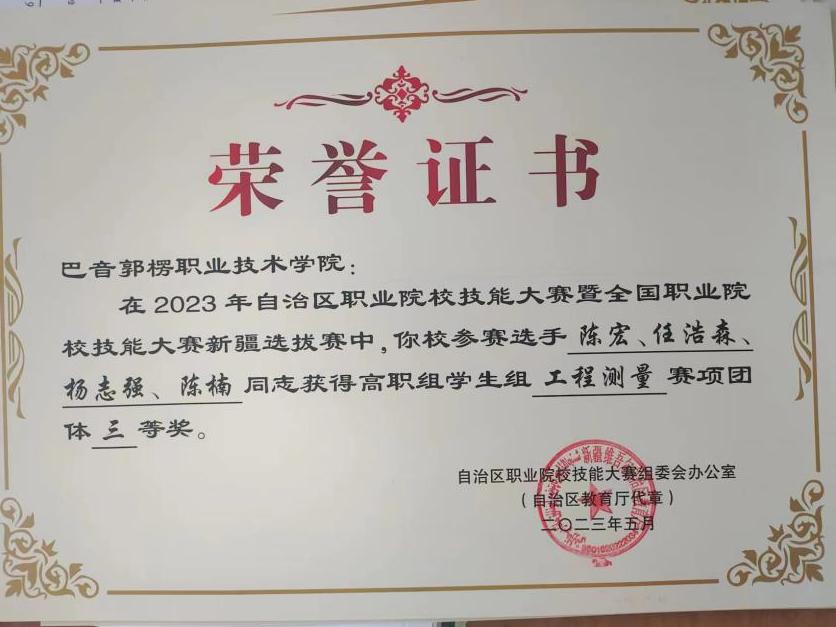 荣誉证书
巴音郭楞职业技术学院：
在2023年自治区职业院校技能大赛暨全国职业院
校技能大赛新疆选拔赛中，你校参赛选手陈宏、任浩森、
杨志强、陈楠同志获得高职组学生组工程测量赛项团
体三等奖。
自治区职业院校技能大赛组委会办公室
（自治区教育厅代章）
二〇二三年五月